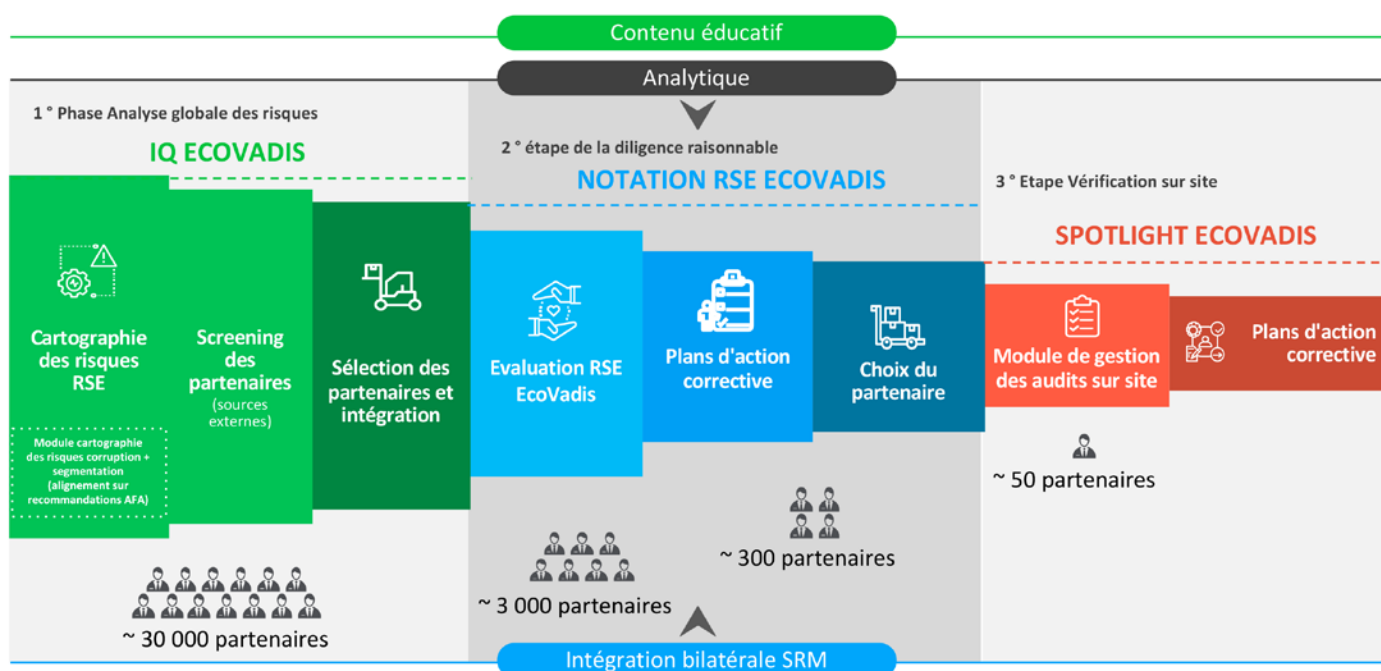 Contenu éducatif
Analytique
1 ° Phase Analyse globale des risques
IQ ECOVADIS
2 ° étape de la diligence raisonnable
NOTATION RSE ECOVADIS
3 ° Etape Vérification sur site
SPOTLIGHT ECOVADIS
Cartographie
des risques
RSE
Module cartographie
des risques corruption +
segmentation
(alignement sur
recommandations AFA)
Screening
des
partenaires
(sources
externes)
Sélection des
partenaires et
intégration
Evaluation RSE
EcoVadis
Plans d'action
corrective
Choix du
partenaire
Module de gestion
des audits sur site
Plans d'action
corrective
~ 30 000 partenaires
~ 3 000 partenaires
~ 300 partenaires
~ 50 partenaires
Intégration bilatérale SRM